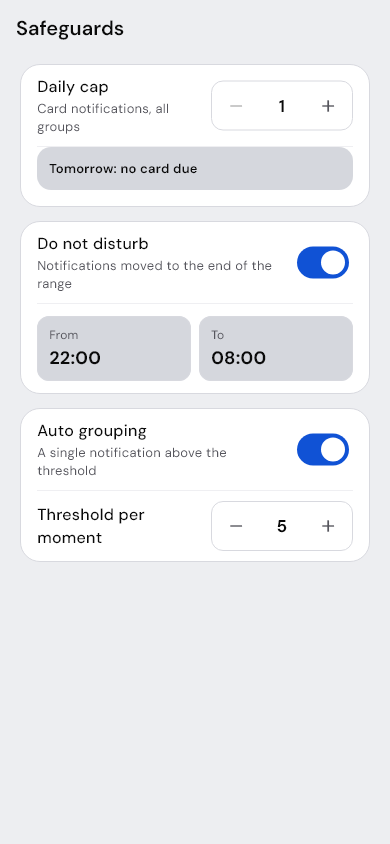 Safeguards
Daily cap
Card notifications, all
groups
1
Tomorrow: no card due
Do not disturb
Notifications moved to the end of the
range
From
22:00
To
08:00
Auto grouping
A single notification above the
threshold
Threshold per
moment
5